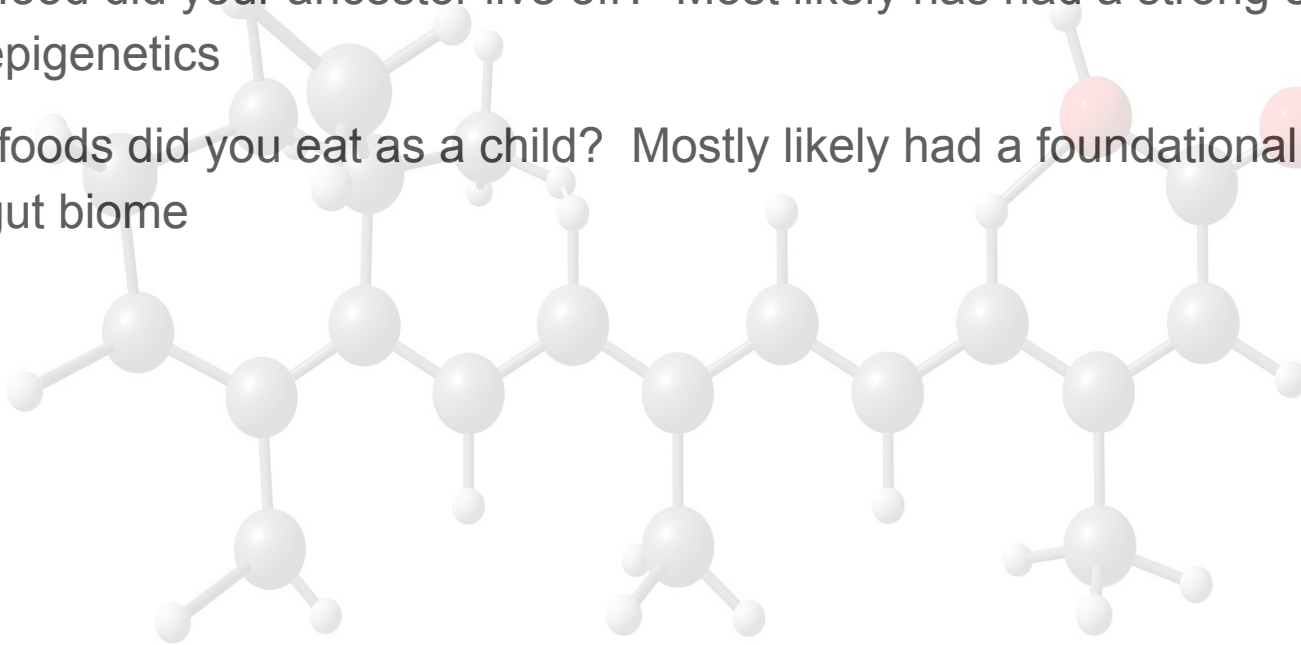 food did your ancestor live off?  Most likely has had a strong
epigenetics
foods did you eat as a child?  Mostly likely had a foundational
gut biome